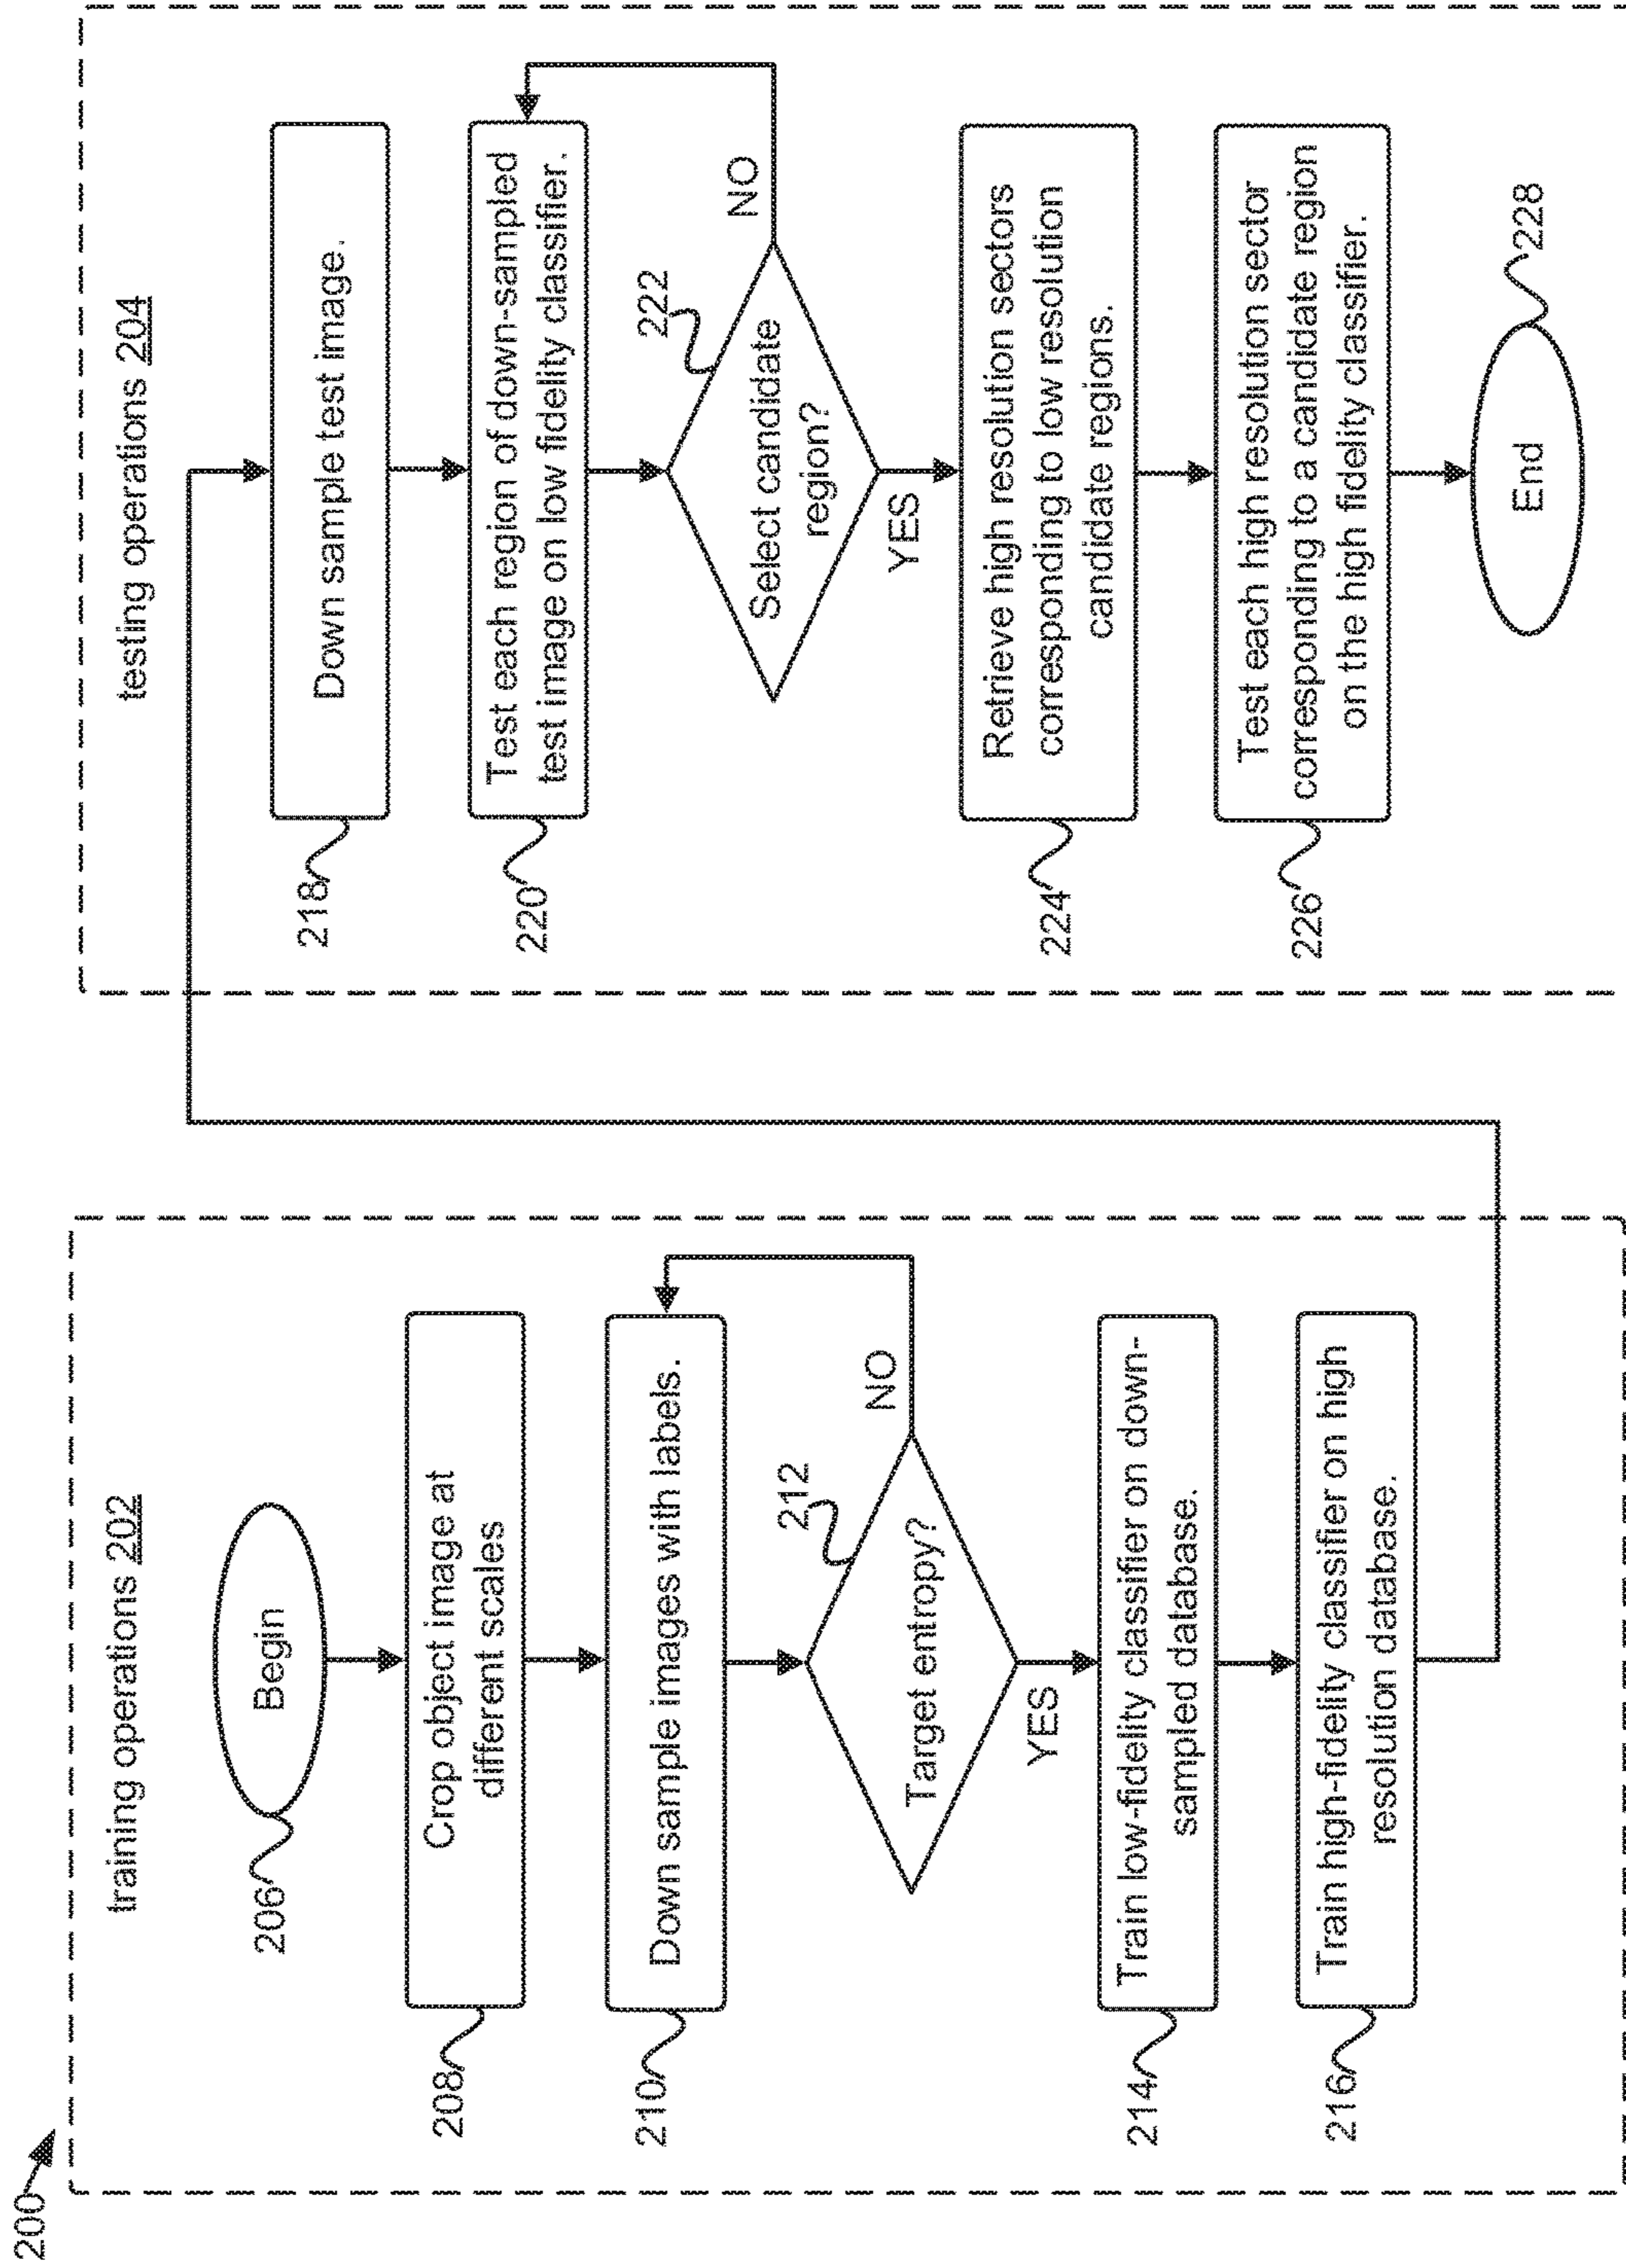 200
training operations 202
Begin
206
Crop object image at
different scales
208
Down sample images with labels.
210
212
Target entropy?
NO
YES
Train low-fidelity classifier on down-
sampled database.
214
Train high-fidelity classifier on high
resolution database.
216
testing operations 204
Down sample test image.
218
Test each region of down-sampled
test image on low fidelity classifier.
220
222
Select candidate
region?
NO
YES
Retrieve high resolution sectors
corresponding to low resolution
candidate regions.
224
Test each high resolution sector
corresponding to a candidate region
on the high fidelity classifier.
226
End
228